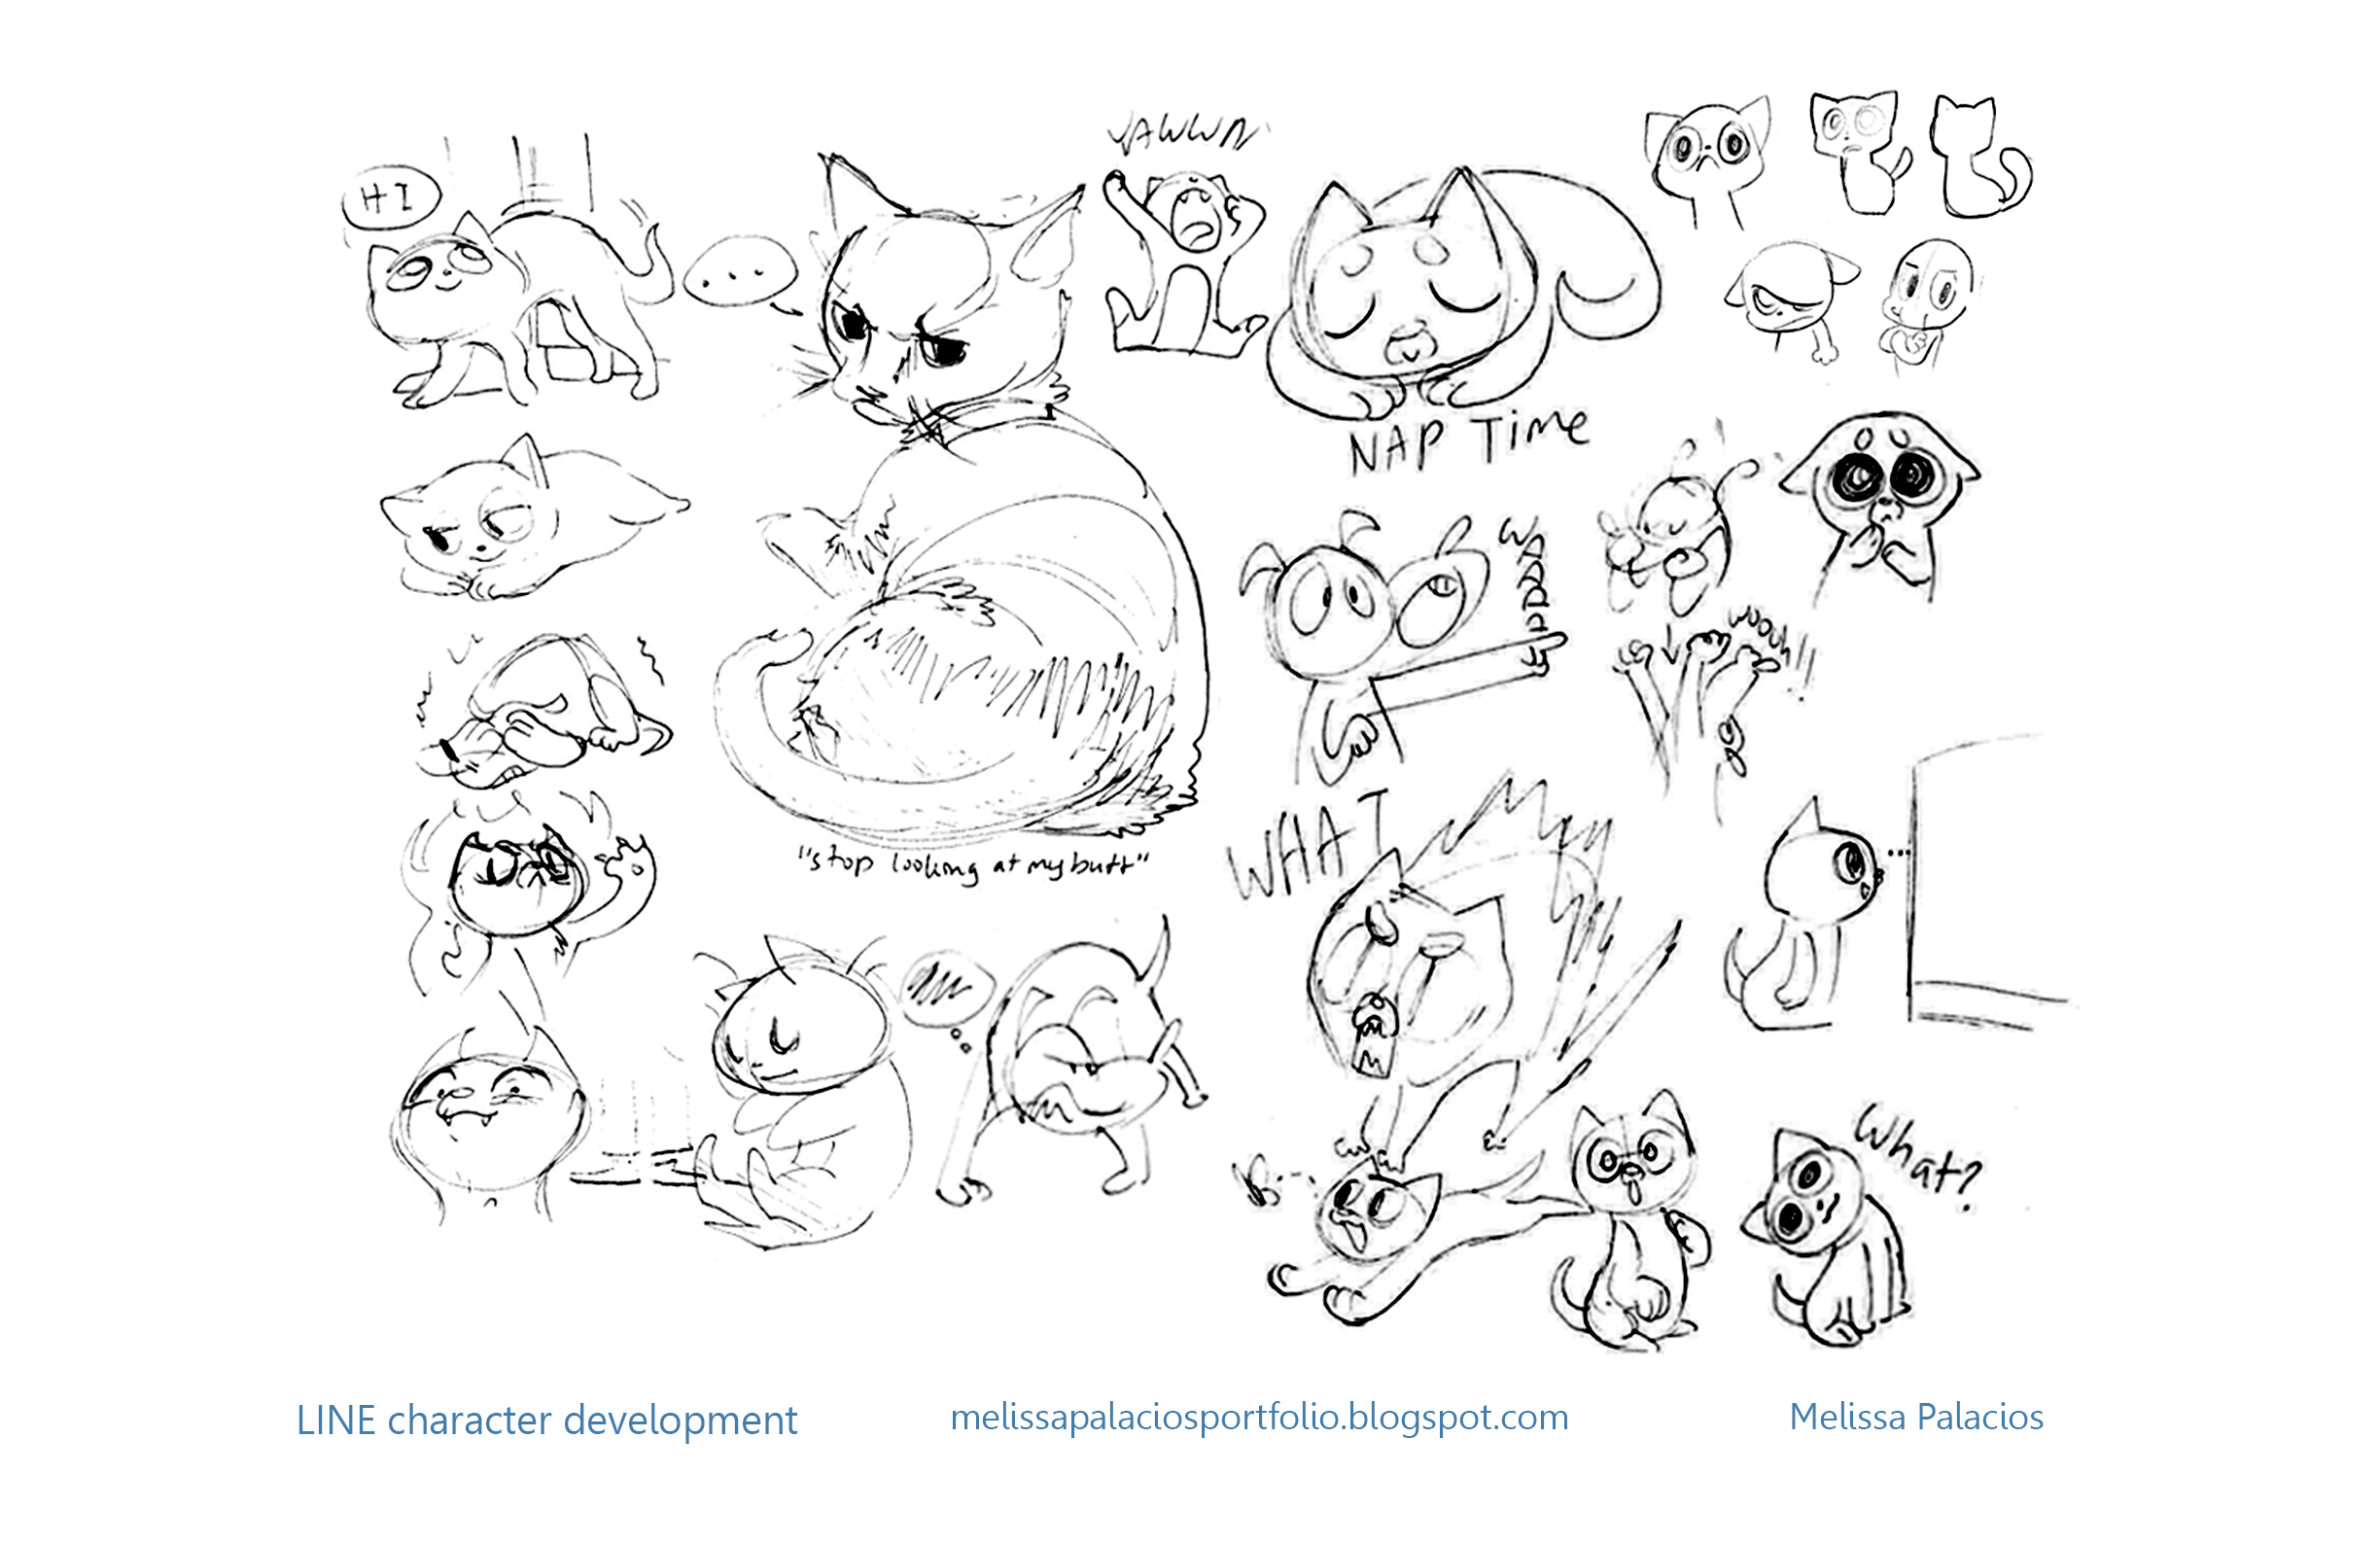 HI
...
YAWWN
NAP Time
"stop looking at my butt"
WHAT
woooh!!
...
What?
LINE character development
melissapalaciosportfolio.blogspot.com
Melissa Palacios